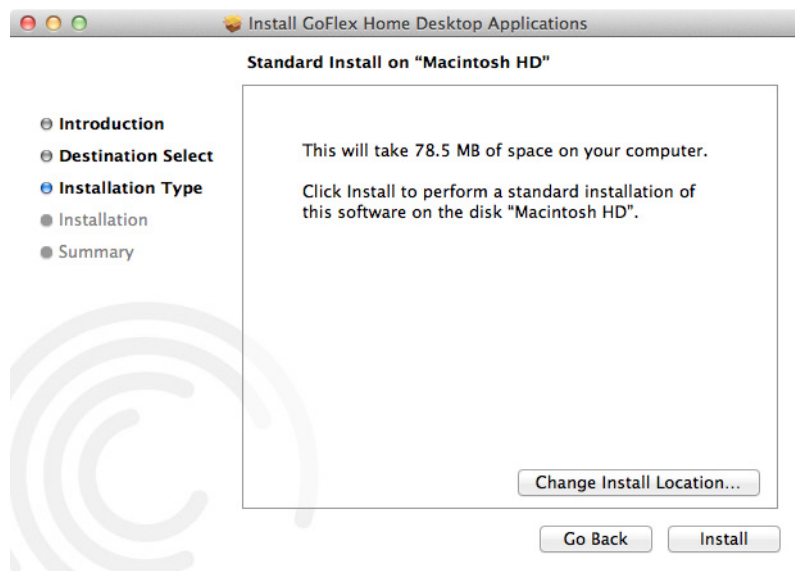 Install GoFlex Home Desktop Applications
Standard Install on “Macintosh HD”
Introduction
Destination Select
Installation Type
Installation
Summary
This will take 78.5 MB of space on your computer.
Click Install to perform a standard installation of
this software on the disk “Macintosh HD”.
Change Install Location...
Go Back
Install